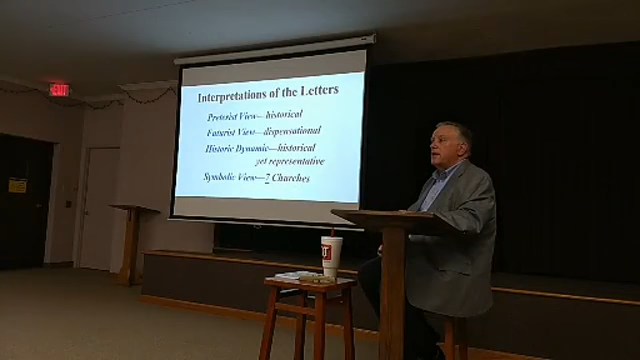 EXIT
Interpretations of the Letters
Preterist View—historical
Futurist View—dispensational
Historic Dynamic—historical
yet representative
Symbolic View—7 Churches